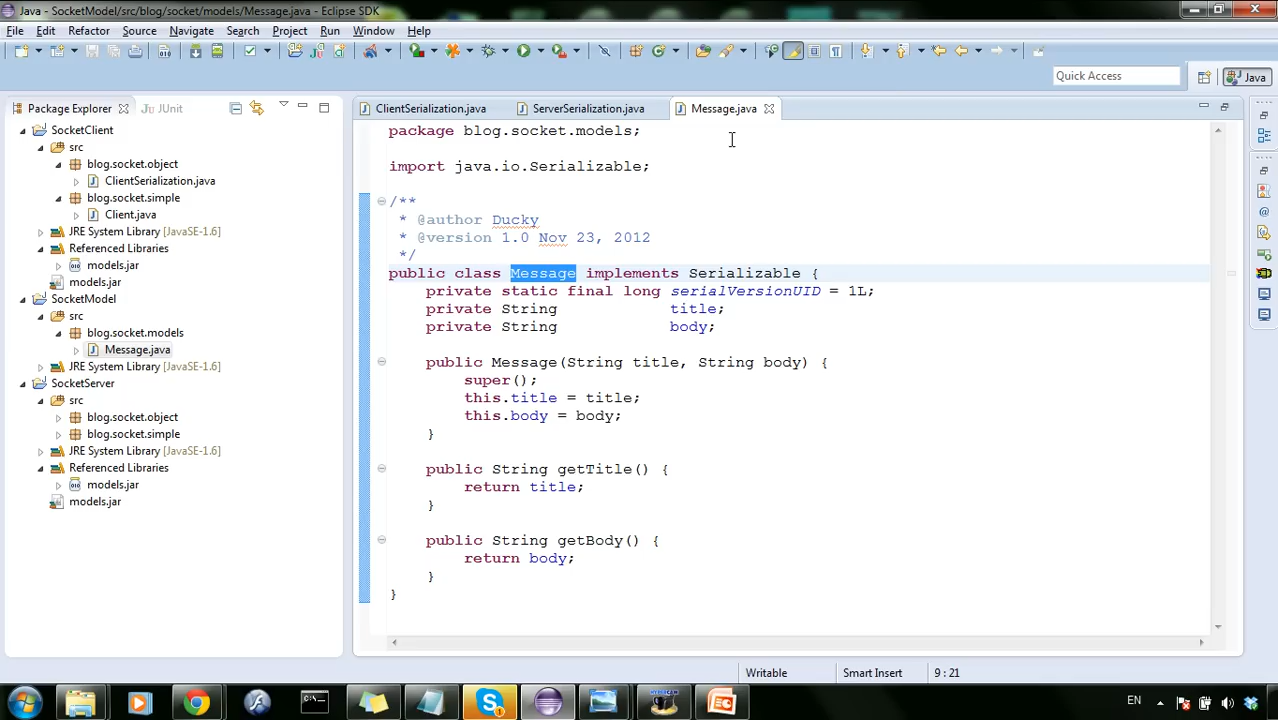 Java - SocketModel/src/blog/socket/models/Message.java - Eclipse SDK
File Edit Refactor Source Navigate Search Project Run Window Help
Quick Access
Java
Package Explorer
JUnit
SocketClient
src
blog.socket.object
ClientSerialization.java
blog.socket.simple
Client.java
JRE System Library [JavaSE-1.6]
Referenced Libraries
models.jar
models.jar
SocketModel
src
blog.socket.models
Message.java
JRE System Library [JavaSE-1.6]
SocketServer
src
blog.socket.object
blog.socket.simple
JRE System Library [JavaSE-1.6]
Referenced Libraries
models.jar
models.jar
ClientSerialization.java
ServerSerialization.java
Message.java
package blog.socket.models;
import java.io.Serializable;
/**
* @author Ducky
* @version 1.0 Nov 23, 2012
*/
public class Message implements Serializable {
private static final long serialVersionUID = 1L;
private String title;
private String body;
public Message(String title, String body) {
super();
this.title = title;
this.body = body;
}
public String getTitle() {
return title;
}
public String getBody() {
return body;
}
}
Writable
Smart Insert
9 : 21
EN